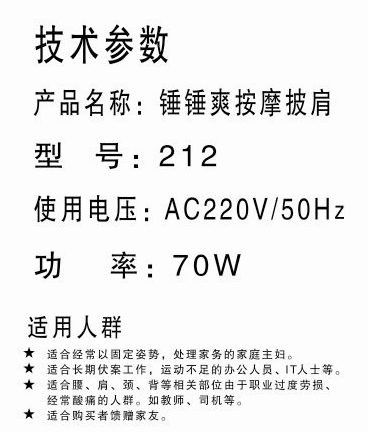 技术参数
产品名称：锤锤爽按摩披肩
型 号：212
使用电压：AC220V/50Hz
功 率：70W
适用人群
★ 适合经常以固定姿势，处理家务的家庭主妇。
★ 适合长期伏案工作，运动不足的办公人员、IT人士等。
★ 适合腰、肩、颈、背等相关部位由于职业过度劳损、
经常酸痛的人群。如教师、司机等。
★ 适合购买者馈赠家友。